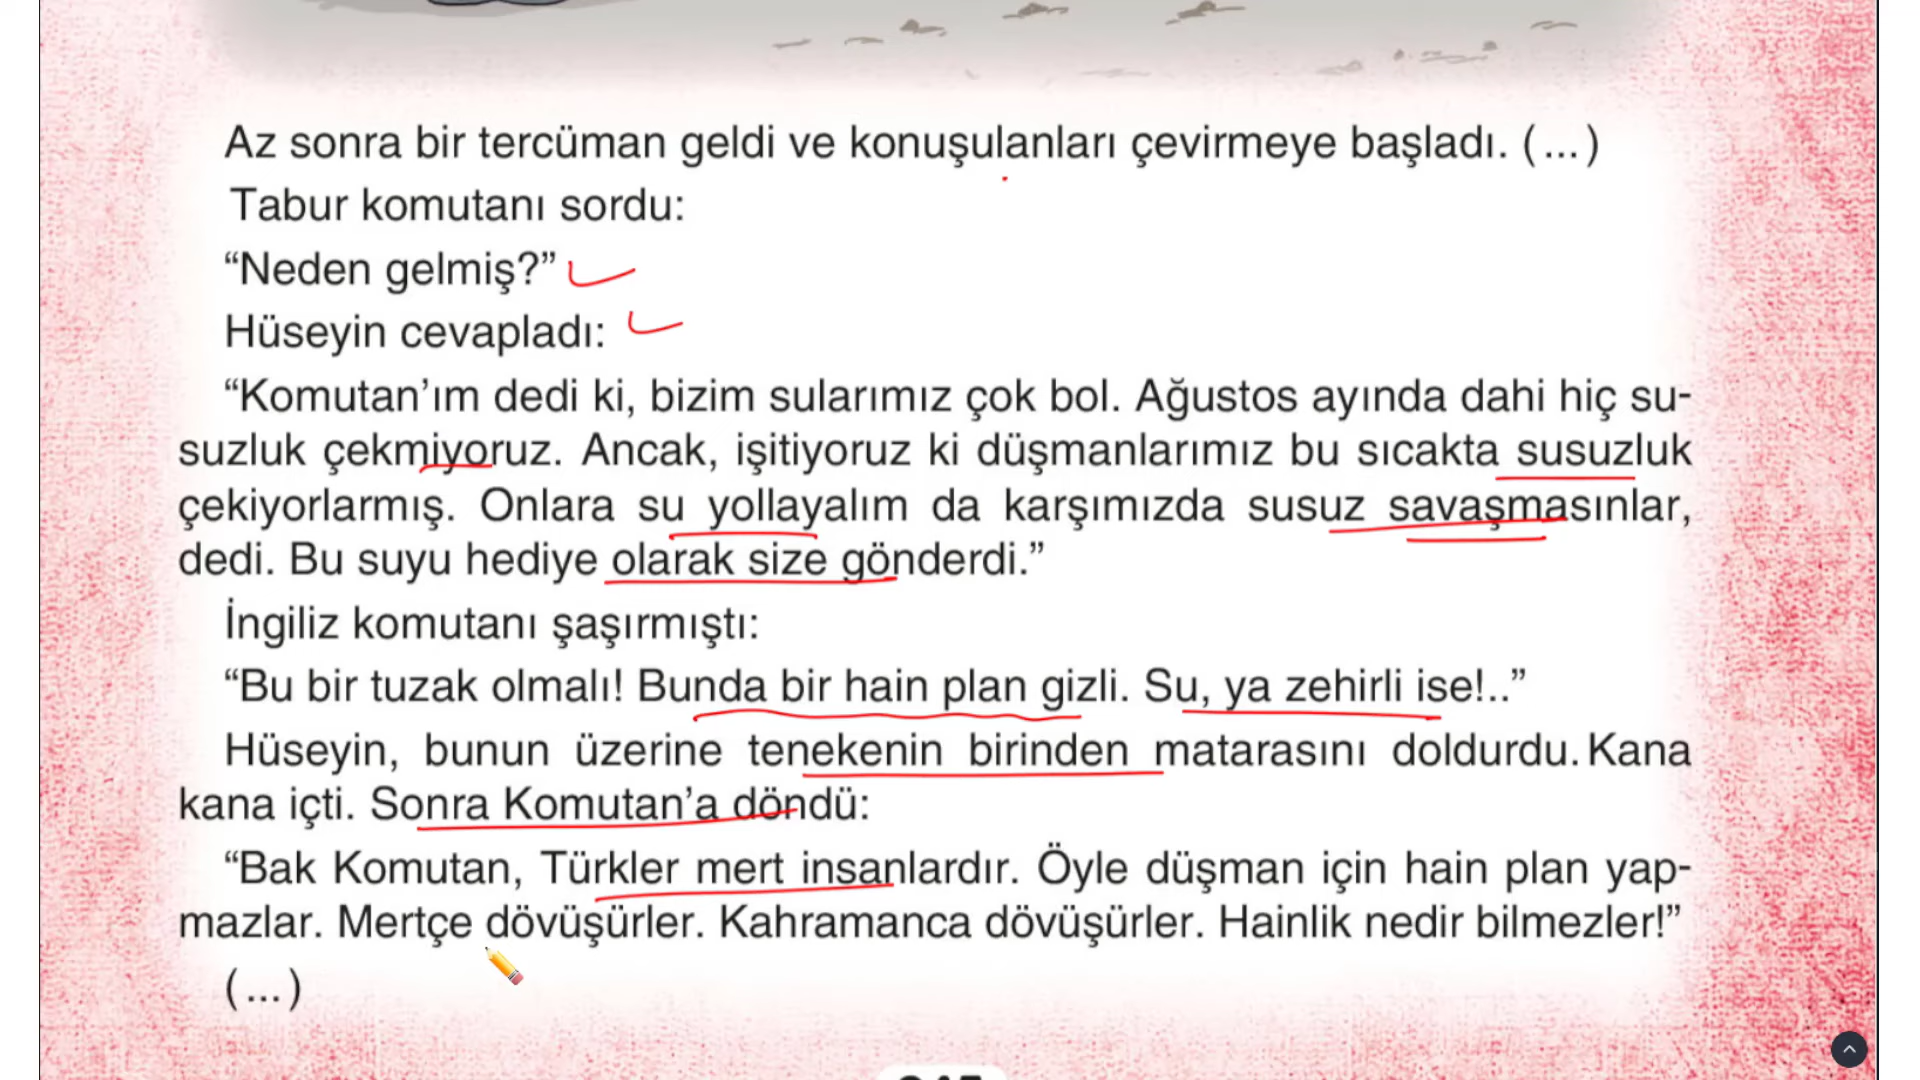 Az sonra bir tercüman geldi ve konuşulanları çevirmeye başladı. (...)
Tabur komutanı sordu:
“Neden gelmiş?”
Hüseyin cevapladı:
“Komutan’ım dedi ki, bizim sularımız çok bol. Ağustos ayında dahi hiç su-
suzluk çekmiyoruz. Ancak, işitiyoruz ki düşmanlarımız bu sıcakta susuzluk
çekiyorlarmış. Onlara su yollayalım da karşımızda susuz savaşmasınlar,
dedi. Bu suyu hediye olarak size gönderdi.”
İngiliz komutanı şaşırmıştı:
“Bu bir tuzak olmalı! Bunda bir hain plan gizli. Su, ya zehirli ise!..”
Hüseyin, bunun üzerine tenekenin birinden matarasını doldurdu. Kana
kana içti. Sonra Komutan’a döndü:
“Bak Komutan, Türkler mert insanlardır. Öyle düşman için hain plan yap-
mazlar. Mertçe dövüşürler. Kahramanca dövüşürler. Hainlik nedir bilmezler!”
(...)